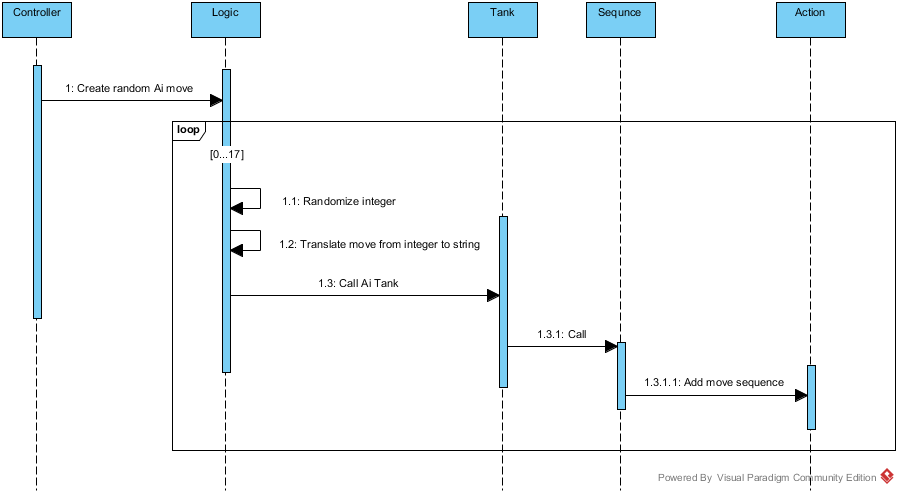 Controller
Logic
Tank
Sequnce
Action
1: Create random Ai move
loop
[0...17]
1.1: Randomize integer
1.2: Translate move from integer to string
1.3: Call Ai Tank
1.3.1: Call
1.3.1.1: Add move sequence
Powered By Visual Paradigm Community Edition